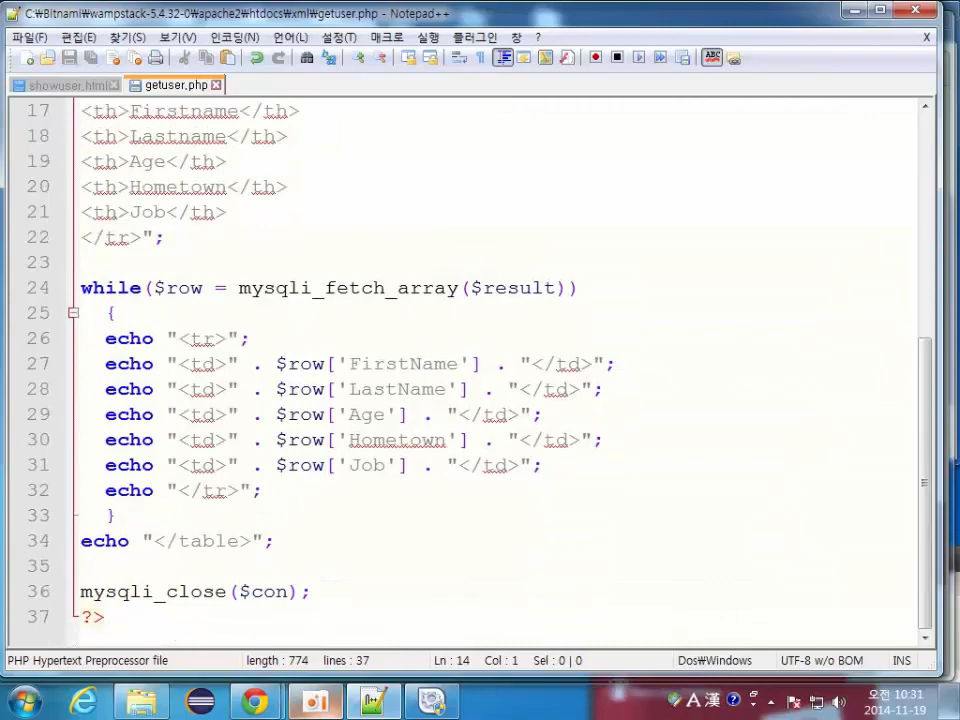 C:\Bitnami\wampstack-5.4.32-0\apache2\htdocs\xml\getuser.php - Notepad++
파일(F) 편집(E) 찾기(S) 보기(V) 인코딩(N) 언어(L) 설정(T) 매크로 실행 플러그인 창 ? X
showuser.html getuser.php
17 <th>Firstname</th>
18 <th>Lastname</th>
19 <th>Age</th>
20 <th>Hometown</th>
21 <th>Job</th>
22 </tr>";
23
24 while($row = mysqli_fetch_array($result))
25 {
26 echo "<tr>";
27 echo "<td>" . $row['FirstName'] . "</td>";
28 echo "<td>" . $row['LastName'] . "</td>";
29 echo "<td>" . $row['Age'] . "</td>";
30 echo "<td>" . $row['Hometown'] . "</td>";
31 echo "<td>" . $row['Job'] . "</td>";
32 echo "</tr>";
33 }
34 echo "</table>";
35
36 mysqli_close($con);
37 ?>
PHP Hypertext Preprocessor file length : 774 lines : 37 Ln : 14 Col : 1 Sel : 0 | 0 Dos\Windows UTF-8 w/o BOM INS
A 漢 ? 오전 10:31
2014-11-19